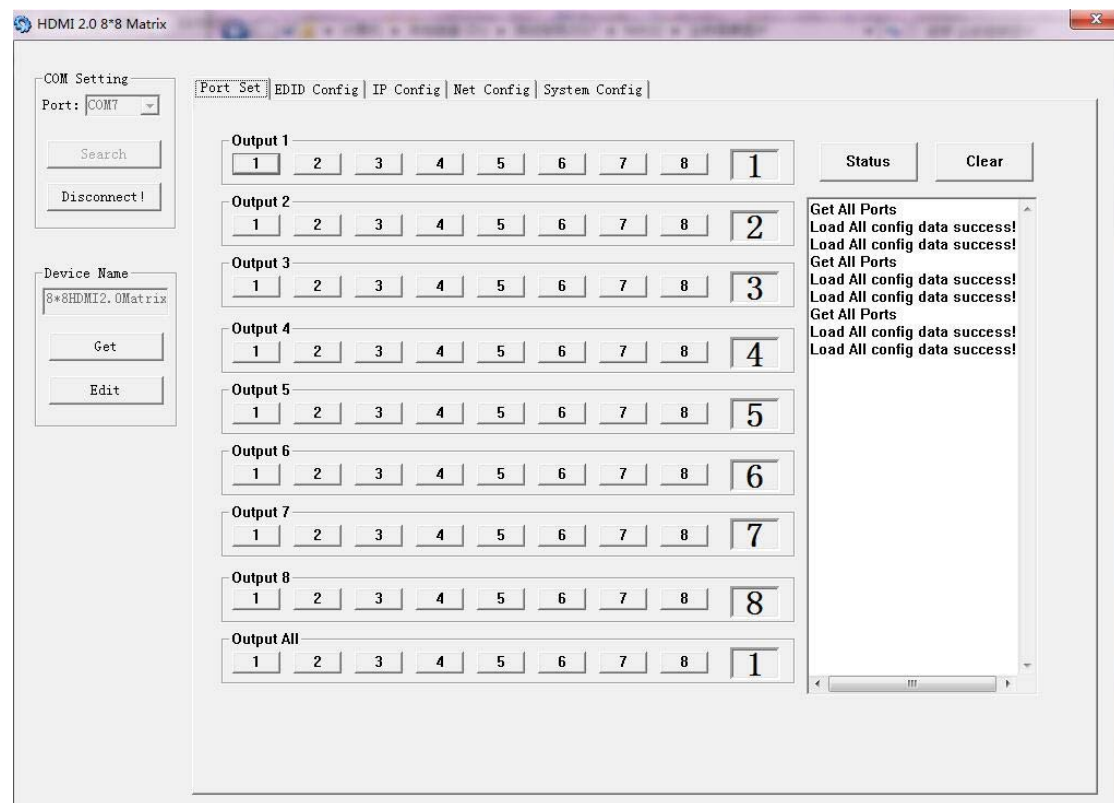 HDMI 2.0 8*8 Matrix
COM Setting
Port: COM7
Search
Disconnect!
Device Name
8*8HDMI2.0Matrix
Get
Edit
Port Set EDID Config IP Config Net Config System Config
Output 1
1 2 3 4 5 6 7 8 1
Output 2
1 2 3 4 5 6 7 8 2
Output 3
1 2 3 4 5 6 7 8 3
Output 4
1 2 3 4 5 6 7 8 4
Output 5
1 2 3 4 5 6 7 8 5
Output 6
1 2 3 4 5 6 7 8 6
Output 7
1 2 3 4 5 6 7 8 7
Output 8
1 2 3 4 5 6 7 8 8
Output All
1 2 3 4 5 6 7 8 1
Status Clear
Get All Ports
Load All config data success!
Load All config data success!
Get All Ports
Load All config data success!
Load All config data success!
Get All Ports
Load All config data success!
Load All config data success!